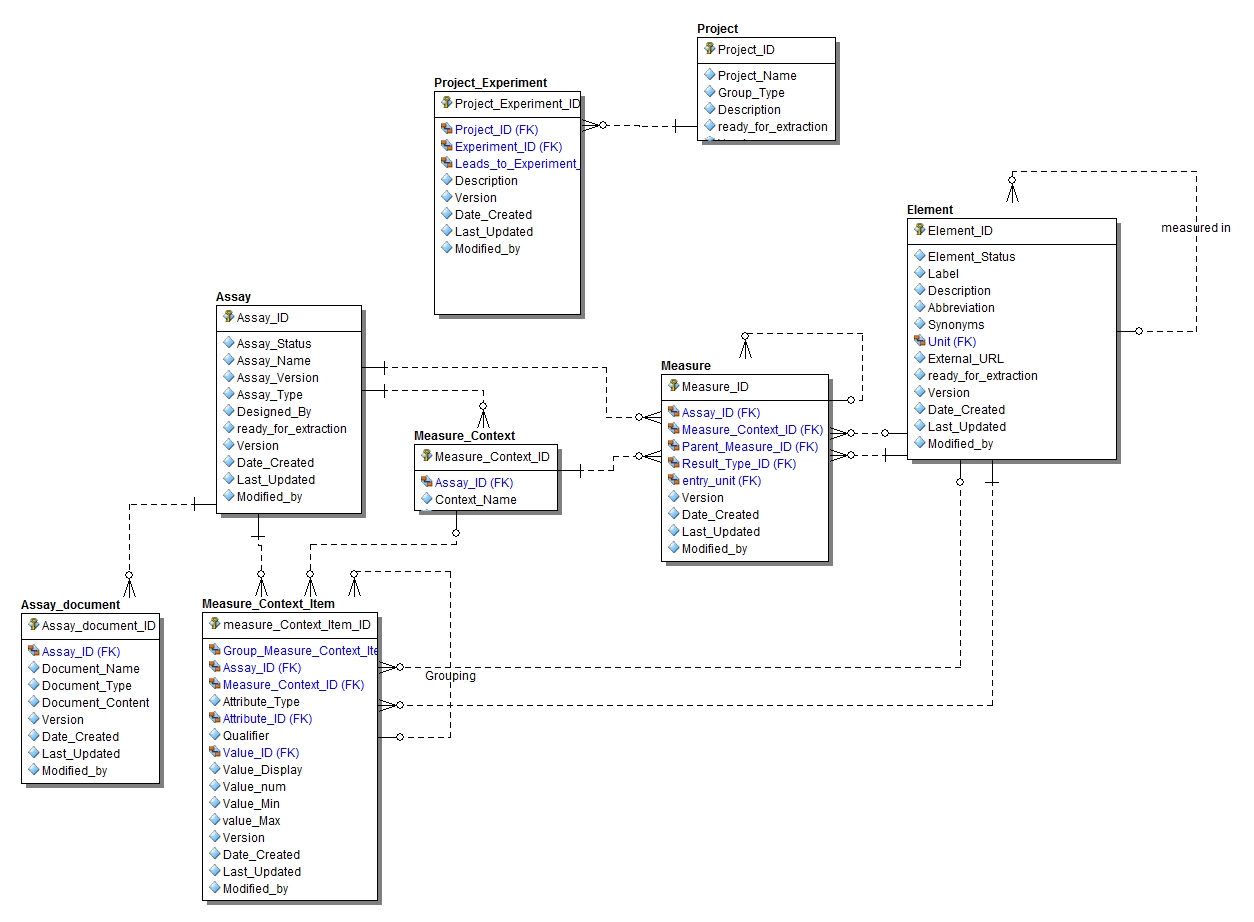 Project
Project_ID
Project_Name
Group_Type
Description
ready_for_extraction
Project_Experiment
Project_Experiment_ID
Project_ID (FK)
Experiment_ID (FK)
Leads_to_Experiment_
Description
Version
Date_Created
Last_Updated
Modified_by
Element
Element_ID
Element_Status
Label
Description
Abbreviation
Synonyms
Unit (FK)
External_URL
ready_for_extraction
Version
Date_Created
Last_Updated
Modified_by
measured in
Assay
Assay_ID
Assay_Status
Assay_Name
Assay_Version
Assay_Type
Designed_By
ready_for_extraction
Version
Date_Created
Last_Updated
Modified_by
Measure
Measure_ID
Assay_ID (FK)
Measure_Context_ID (FK)
Parent_Measure_ID (FK)
Result_Type_ID (FK)
entry_unit (FK)
Version
Date_Created
Last_Updated
Modified_by
Measure_Context
Measure_Context_ID
Assay_ID (FK)
Context_Name
Assay_document
Assay_document_ID
Assay_ID (FK)
Document_Name
Document_Type
Document_Content
Version
Date_Created
Last_Updated
Modified_by
Measure_Context_Item
measure_Context_Item_ID
Group_Measure_Context_Ite
Assay_ID (FK)
Measure_Context_ID (FK)
Attribute_Type
Attribute_ID (FK)
Qualifier
Value_ID (FK)
Value_Display
Value_num
Value_Min
value_Max
Version
Date_Created
Last_Updated
Modified_by
Grouping